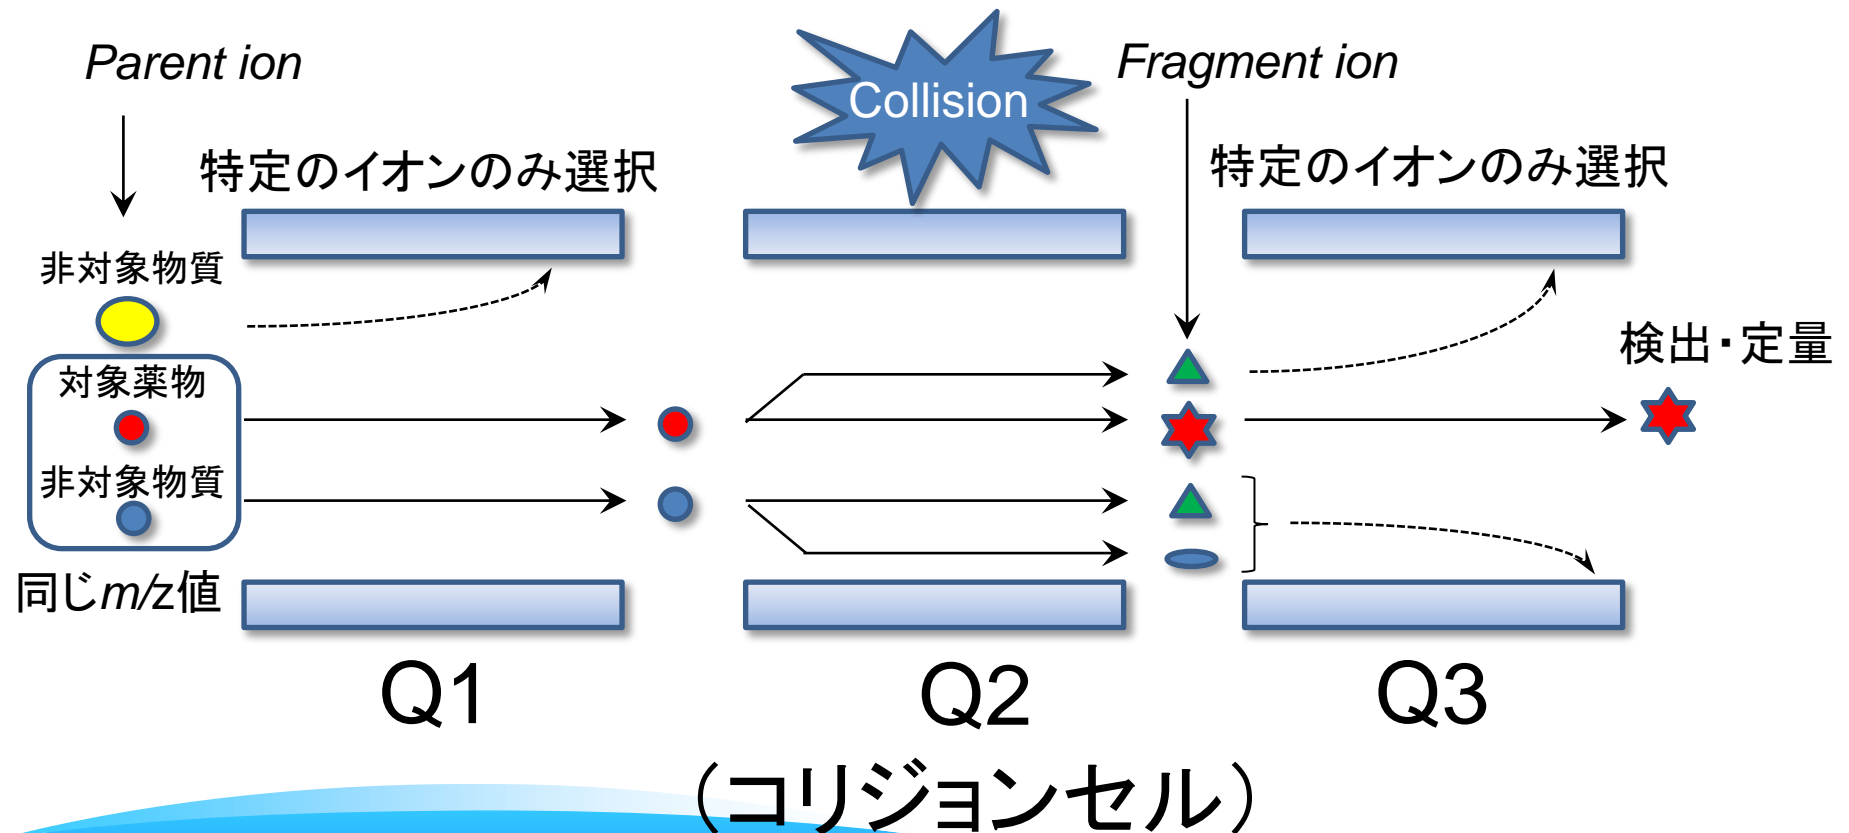 Parent ion
Collision
Fragment ion
特定のイオンのみ選択
特定のイオンのみ選択
非対象物質
検出・定量
対象薬物
非対象物質
同じm/z値
Q1
Q2
Q3
（コリジョンセル）